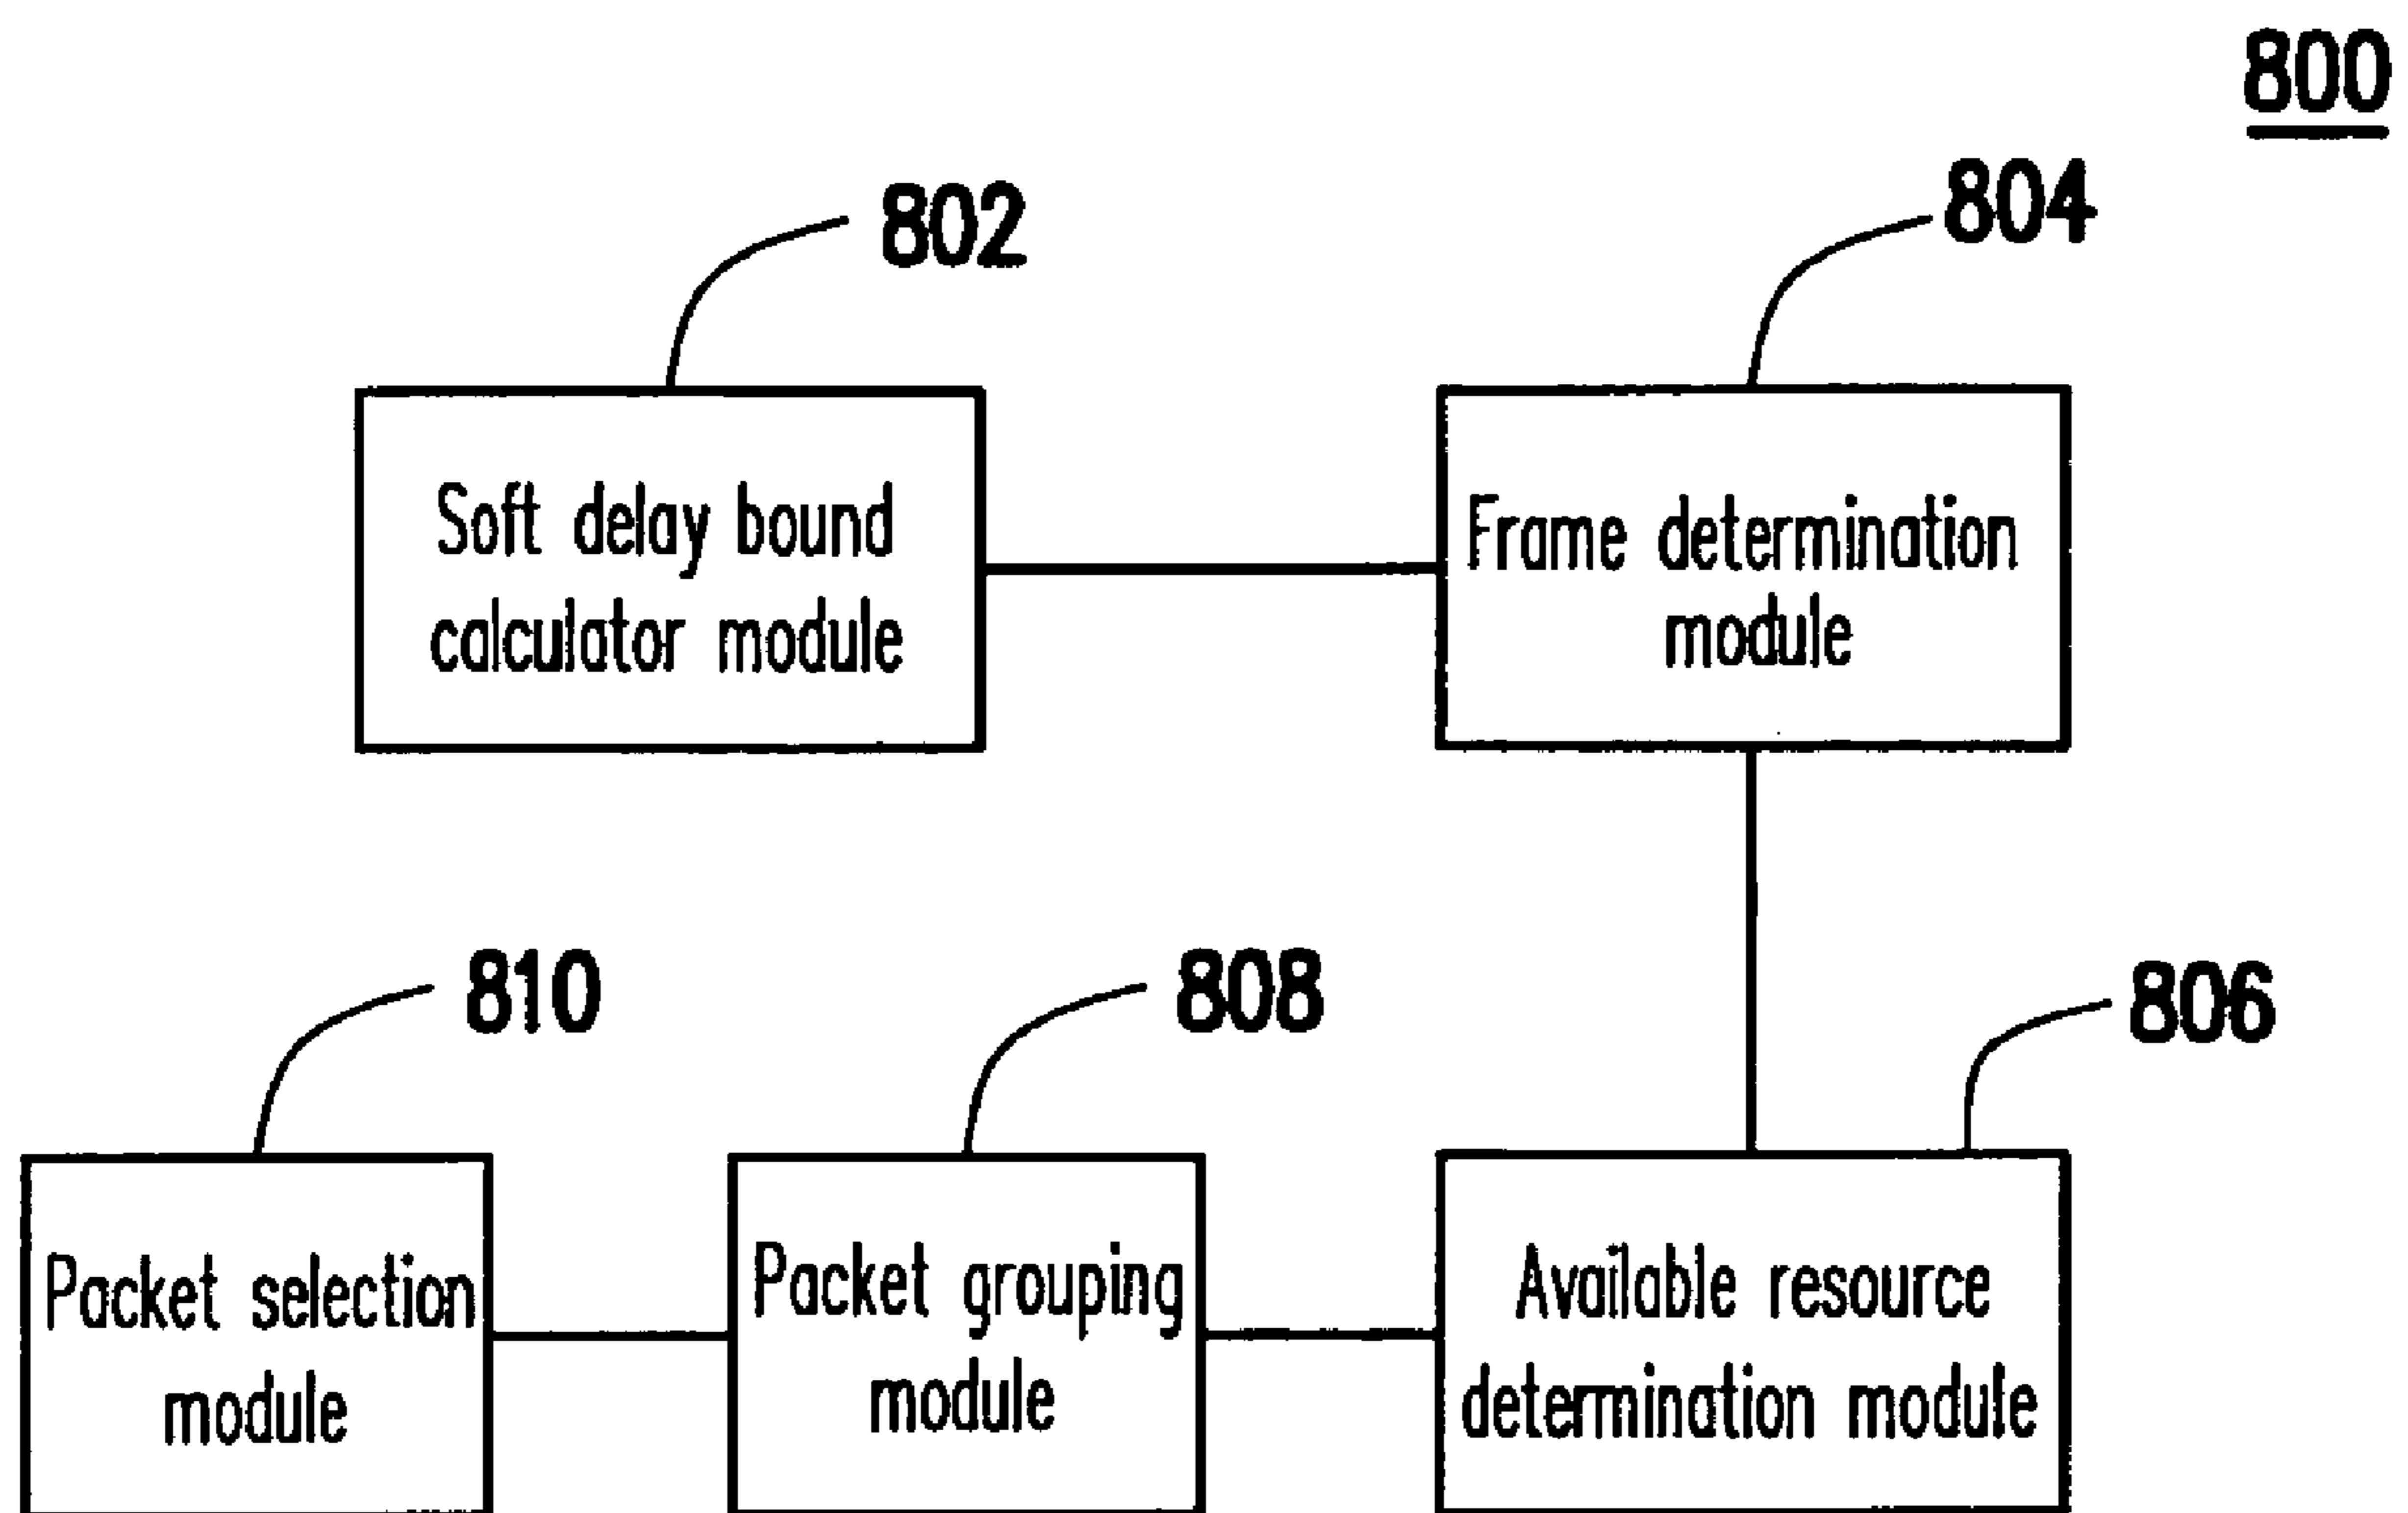 800
802
804
Soft delay bound
calculator module
Frame determination
module
810
808
806
Packet selection
module
Packet grouping
module
Available resource
determination module